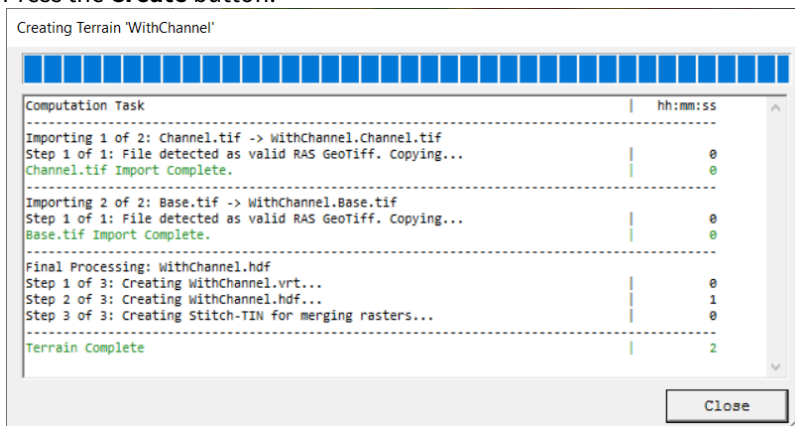 Press the Create button.
Creating Terrain 'WithChannel'
Computation Task | hh:mm:ss
Importing 1 of 2: Channel.tif -> WithChannel.Channel.tif
Step 1 of 1: File detected as valid RAS GeoTiff. Copying... | 0
Channel.tif Import Complete. | 0
Importing 2 of 2: Base.tif -> WithChannel.Base.tif
Step 1 of 1: File detected as valid RAS GeoTiff. Copying... | 0
Base.tif Import Complete. | 0
Final Processing: WithChannel.hdf
Step 1 of 3: Creating WithChannel.vrt... | 0
Step 2 of 3: Creating WithChannel.hdf... | 1
Step 3 of 3: Creating Stitch-TIN for merging rasters... | 0
Terrain Complete | 2
Close